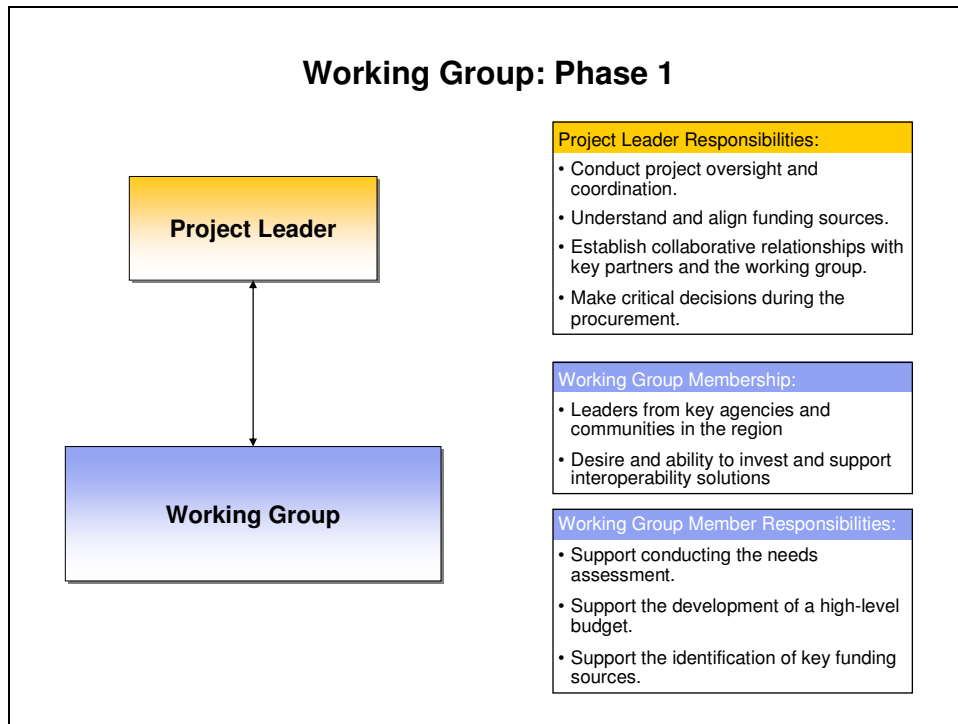 Working Group: Phase 1
Project Leader
Working Group
Project Leader Responsibilities:
• Conduct project oversight and
coordination.
• Understand and align funding sources.
• Establish collaborative relationships with
key partners and the working group.
• Make critical decisions during the
procurement.
Working Group Membership:
• Leaders from key agencies and
communities in the region
• Desire and ability to invest and support
interoperability solutions
Working Group Member Responsibilities:
• Support conducting the needs
assessment.
• Support the development of a high-level
budget.
• Support the identification of key funding
sources.